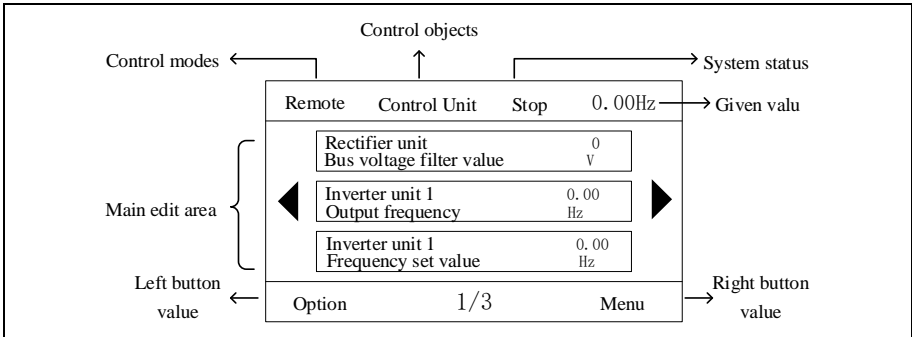 Control objects
Control modes
System status
Remote Control Unit Stop 0.00Hz
Given valu
Rectifier unit 0
Bus voltage filter value V
Inverter unit 1 0.00
Output frequency Hz
Main edit area
Inverter unit 1 0.00
Frequency set value Hz
Left button
value
Option 1/3 Menu
Right button
value